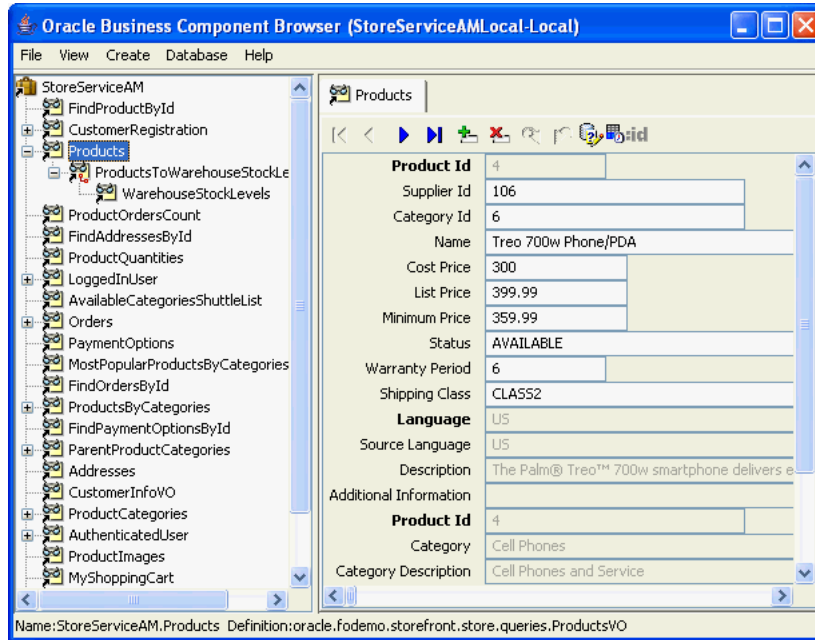 Oracle Business Component Browser (StoreServiceAMLocal-Local)
File View Create Database Help
StoreServiceAM
FindProductById
CustomerRegistration
Products
ProductsToWarehouseStockLe
WarehouseStockLevels
ProductOrdersCount
FindAddressesById
ProductQuantities
LoggedInUser
AvailableCategoriesShuttleList
Orders
PaymentOptions
MostPopularProductsByCategories
FindOrdersById
ProductsByCategories
FindPaymentOptionsById
ParentProductCategories
Addresses
CustomerInfoVO
ProductCategories
AuthenticatedUser
ProductImages
MyShoppingCart
Products
:id
Product Id 4
Supplier Id 106
Category Id 6
Name Treo 700w Phone/PDA
Cost Price 300
List Price 399.99
Minimum Price 359.99
Status AVAILABLE
Warranty Period 6
Shipping Class CLASS2
Language US
Source Language US
Description The Palm® Treo™ 700w smartphone delivers e
Additional Information
Product Id 4
Category Cell Phones
Category Description Cell Phones and Service
Name:StoreServiceAM.Products Definition:oracle.fodemo.storefront.store.queries.ProductsVO